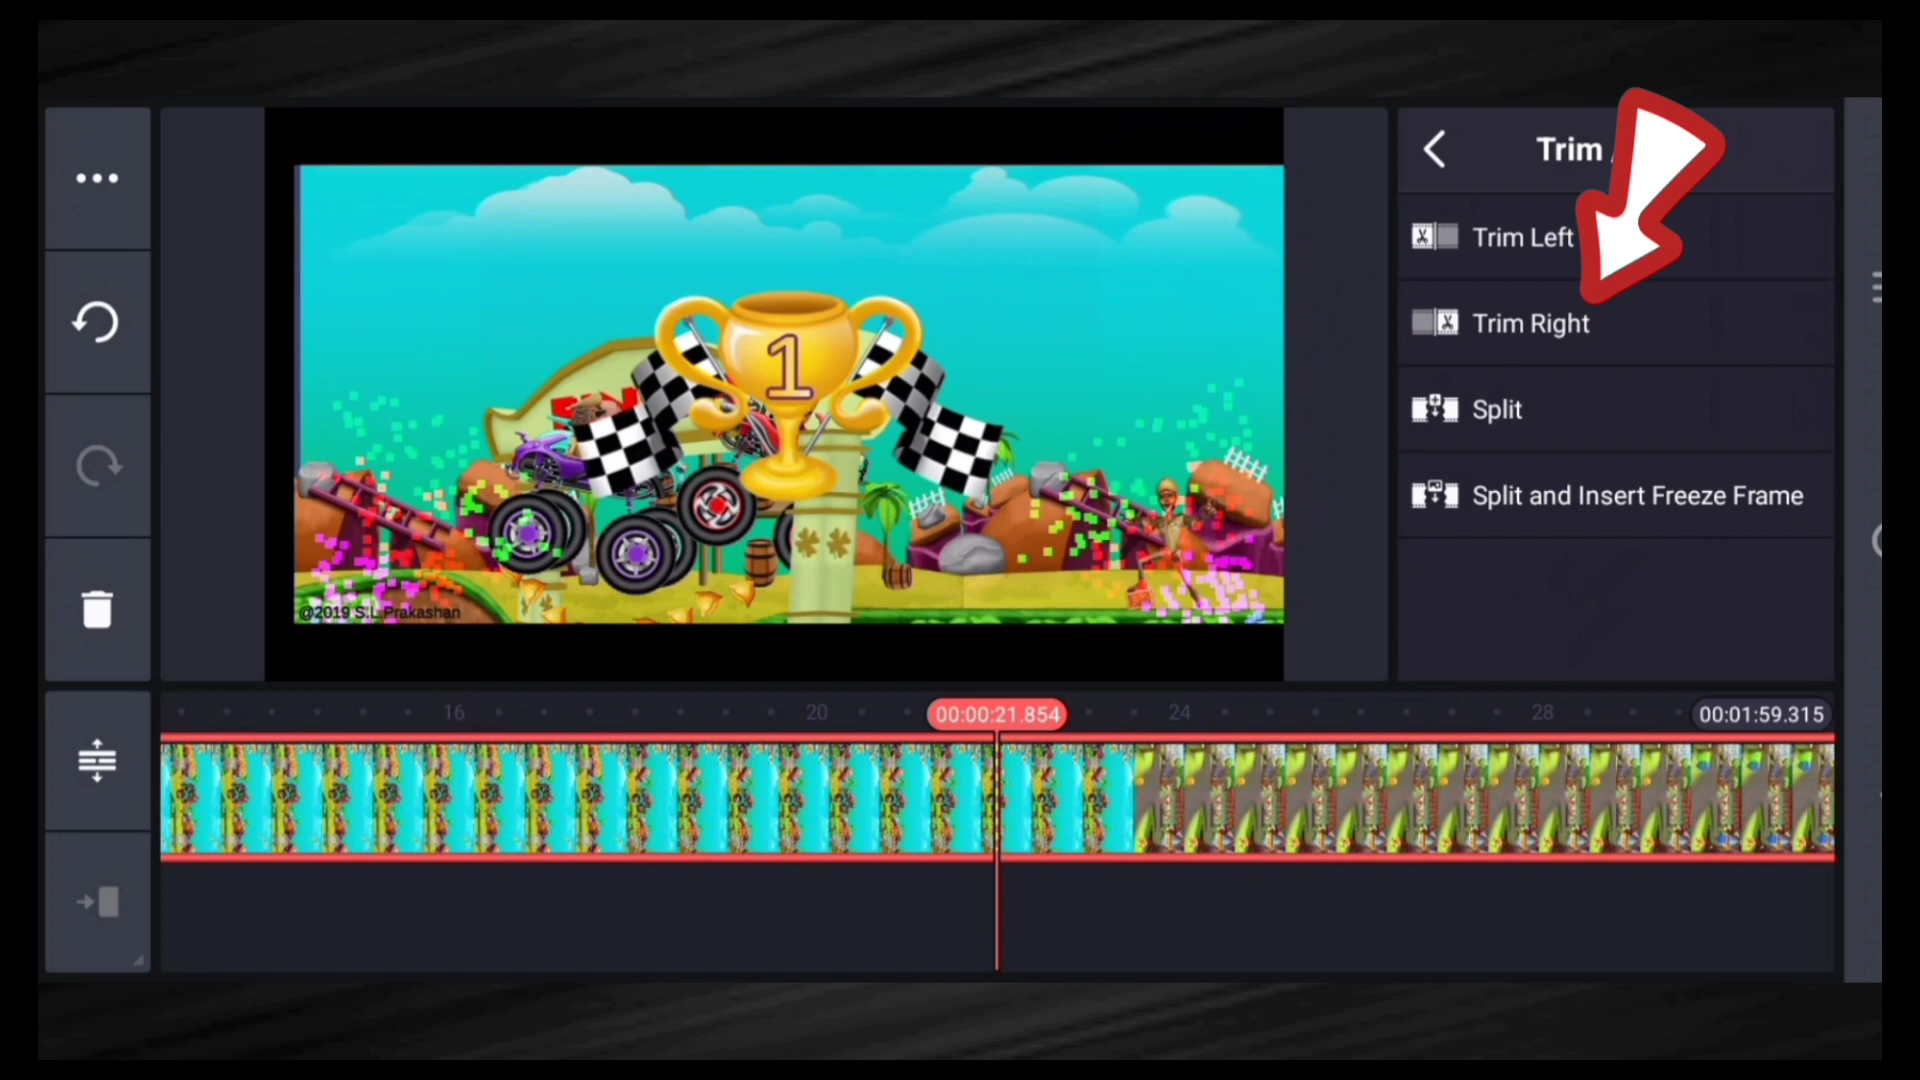 Trim
Trim Left
Trim Right
Split
Split and Insert Freeze Frame
1
@2019 S.L.Prakashan
16
20
00:00:21.854
24
28
00:01:59.315